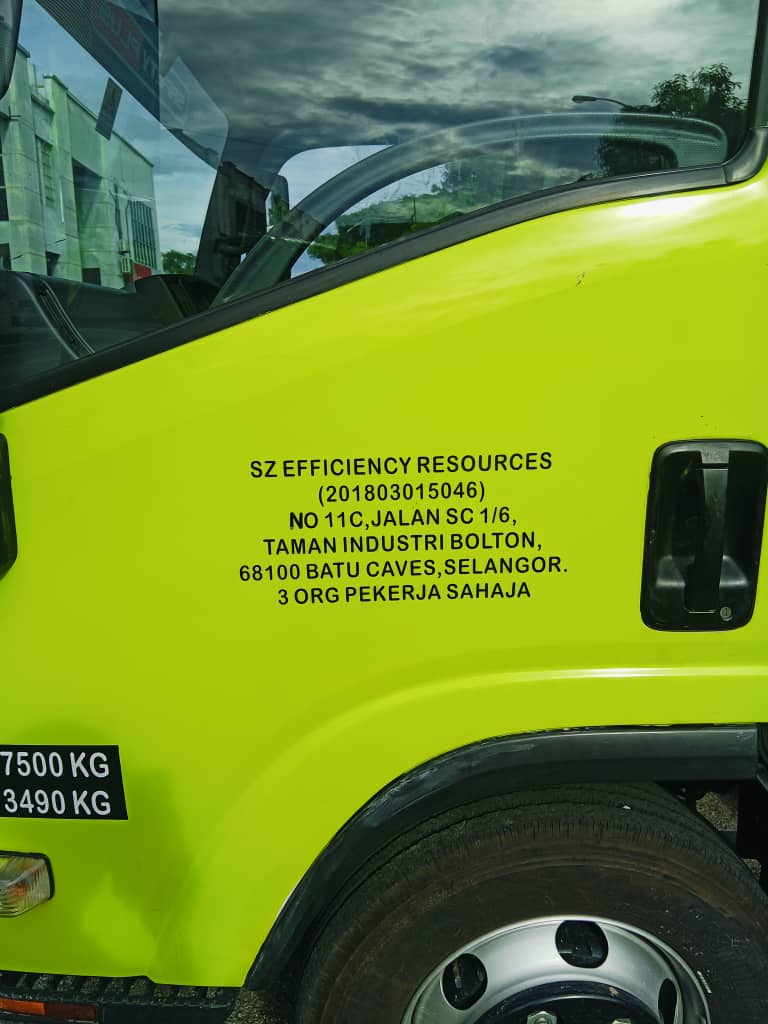 SZ EFFICIENCY RESOURCES
(201803015046)
NO 11C,JALAN SC 1/6,
TAMAN INDUSTRI BOLTON,
68100 BATU CAVES,SELANGOR.
3 ORG PEKERJA SAHAJA
7500 KG
3490 KG